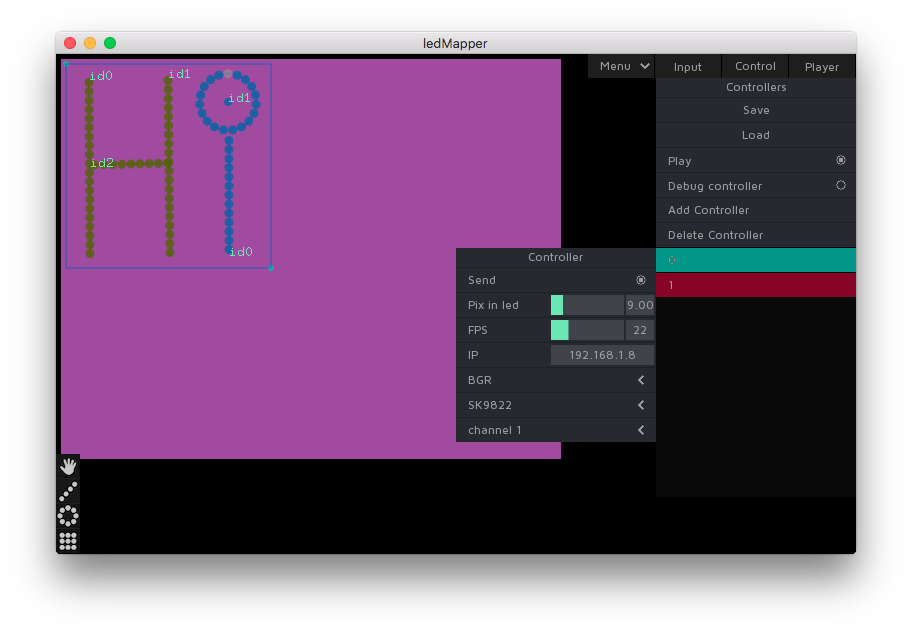 ledMapper
Menu
Input
Control
Player
id0
id1
id1
id2
id0
Controllers
Save
Load
Play
Debug controller
Add Controller
Delete Controller
0
1
Controller
Send
Pix in led 9.00
FPS 22
IP 192.168.1.8
BGR
SK9822
channel 1